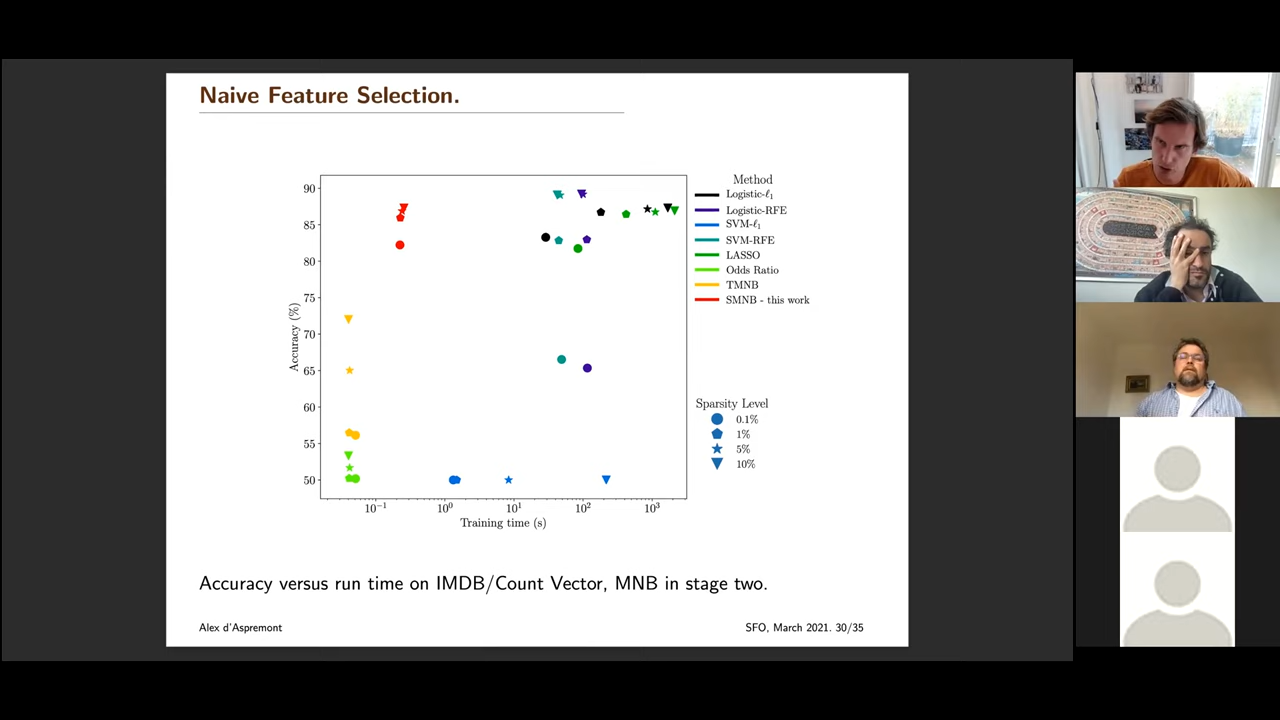 Naive Feature Selection.
90
85
80
75
70
65
60
55
50
Accuracy (%)
10⁻¹
10⁰
10¹
10²
10³
Training time (s)
Method
Logistic-ℓ₁
Logistic-RFE
SVM-ℓ₁
SVM-RFE
LASSO
Odds Ratio
TMNB
SMNB - this work
Sparsity Level
0.1%
1%
5%
10%
Accuracy versus run time on IMDB/Count Vector, MNB in stage two.
Alex d'Aspremont
SFO, March 2021. 30/35